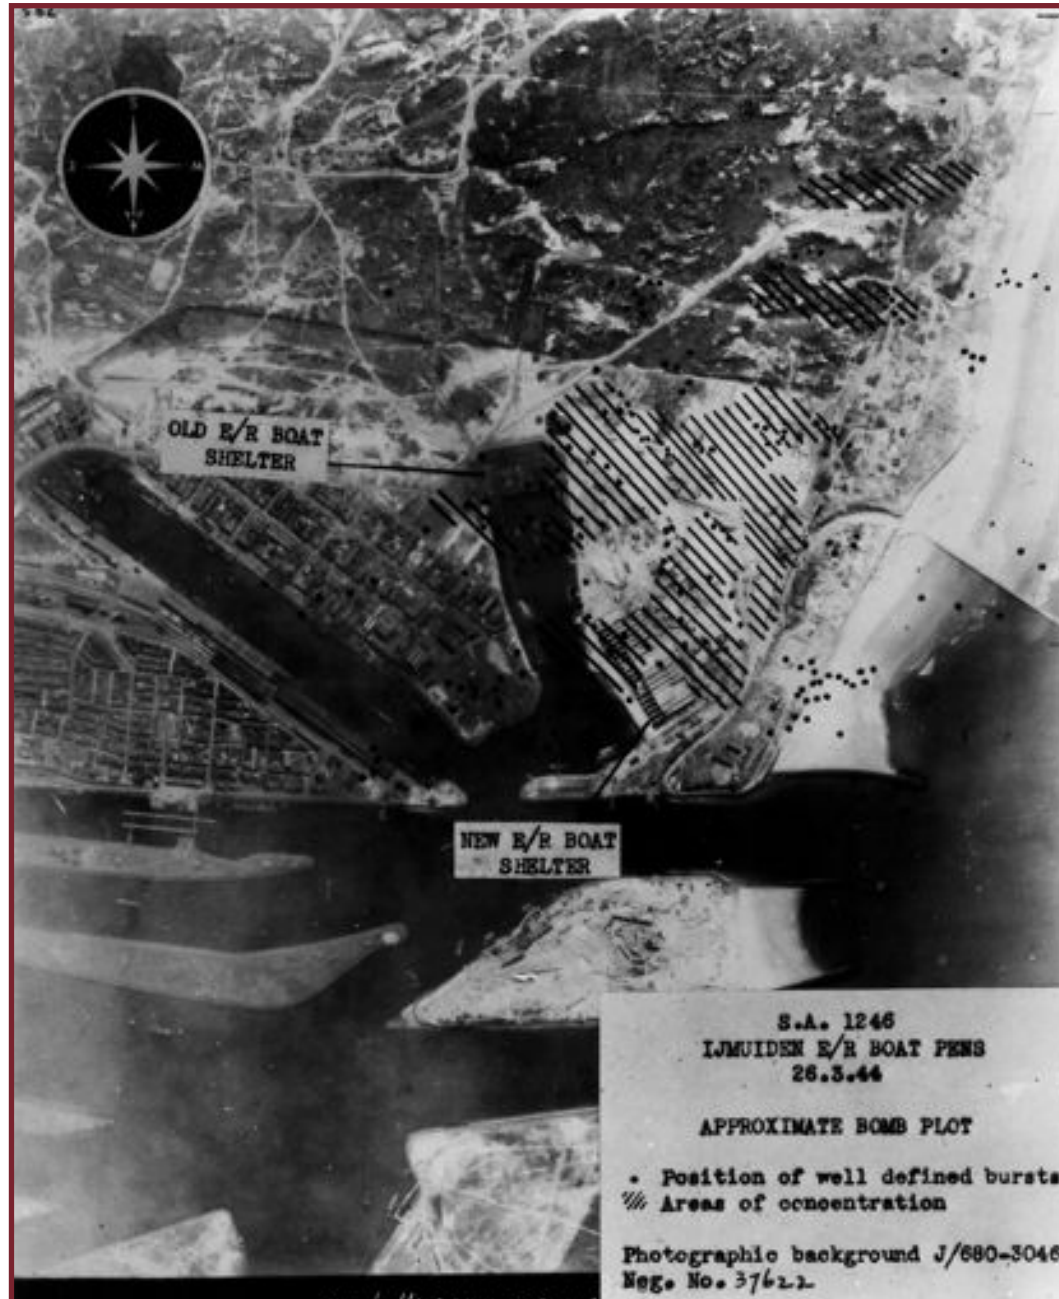 OLD E/R BOAT
SHELTER
NEW E/R BOAT
SHELTER
S.A. 1246
IJMUIDEN E/R BOAT PENS
26.3.44
APPROXIMATE BOMB PLOT
• Position of well defined bursts
Areas of concentration
Photographic background J/680-3046
Neg. No. 37622